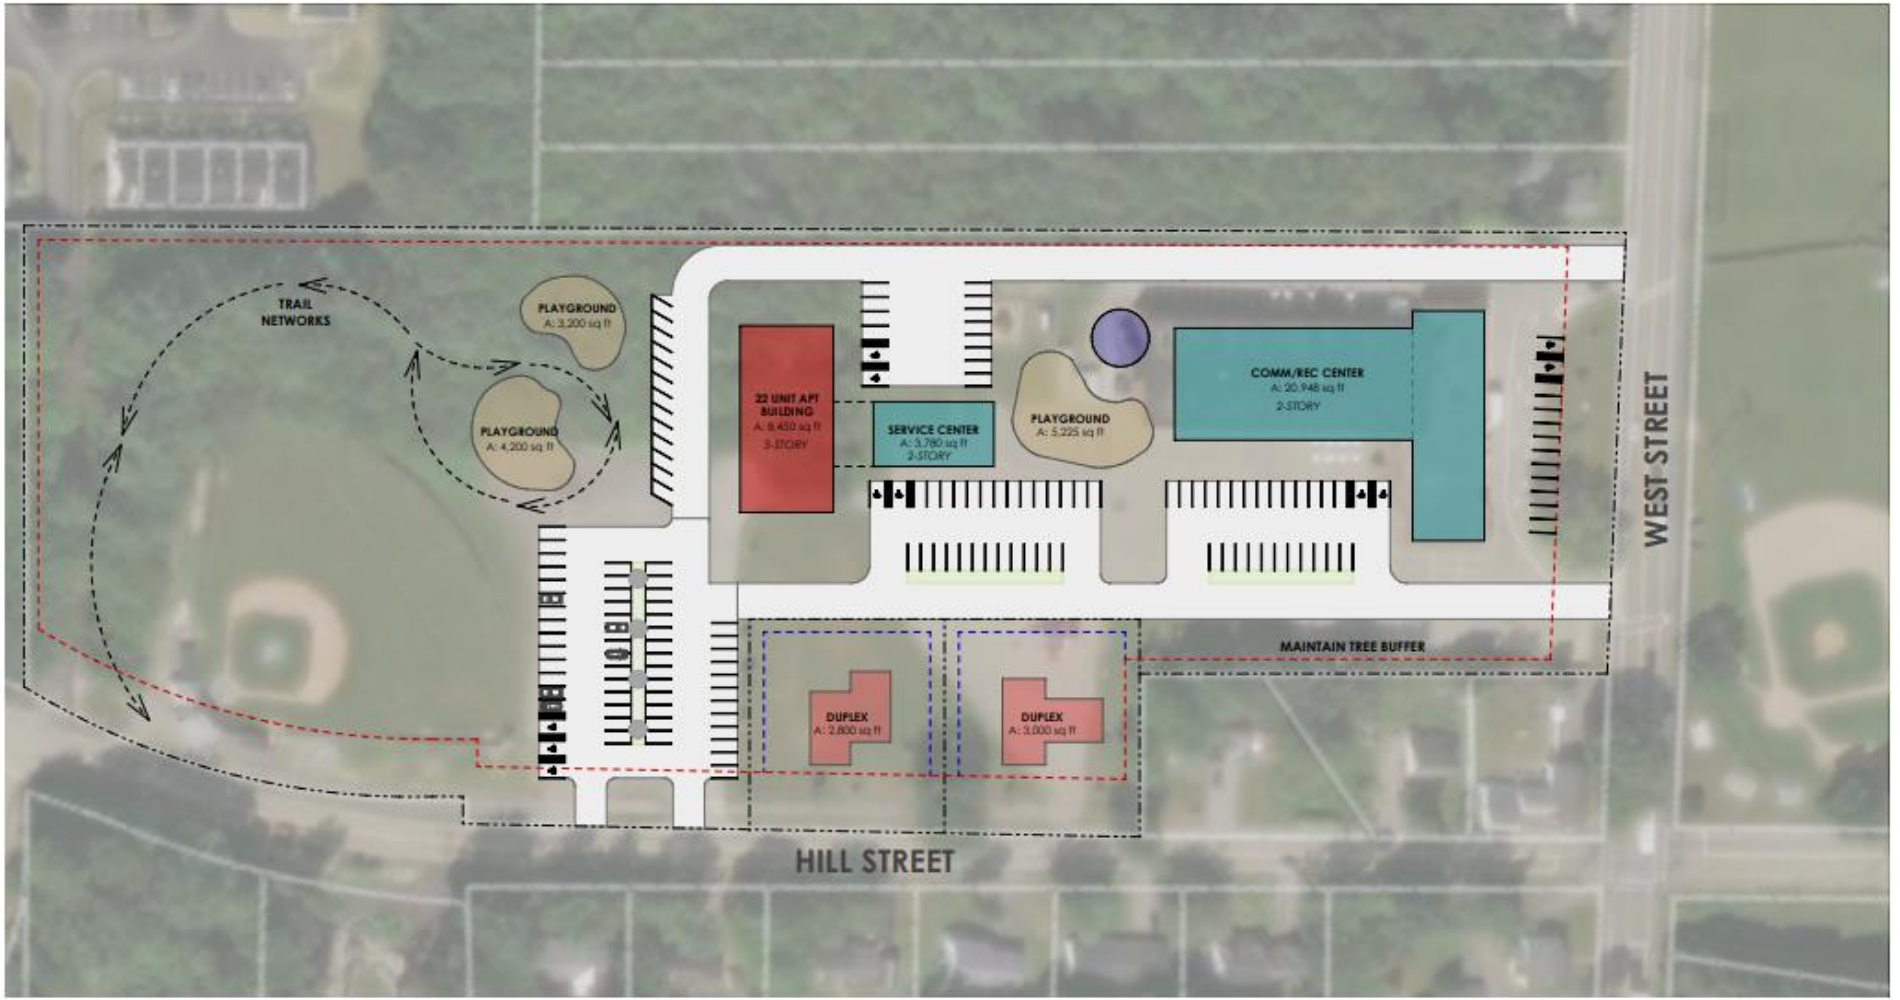 TRAIL
NETWORKS
PLAYGROUND
A: 3,200 sq ft
PLAYGROUND
A: 4,200 sq ft
22 UNIT APT
BUILDING
A: 8,450 sq ft
3-STORY
SERVICE CENTER
A: 3,780 sq ft
2-STORY
PLAYGROUND
A: 5,225 sq ft
COMM/REC CENTER
A: 20,948 sq ft
2-STORY
WEST STREET
MAINTAIN TREE BUFFER
DUPLEX
A: 2,800 sq ft
DUPLEX
A: 3,000 sq ft
HILL STREET